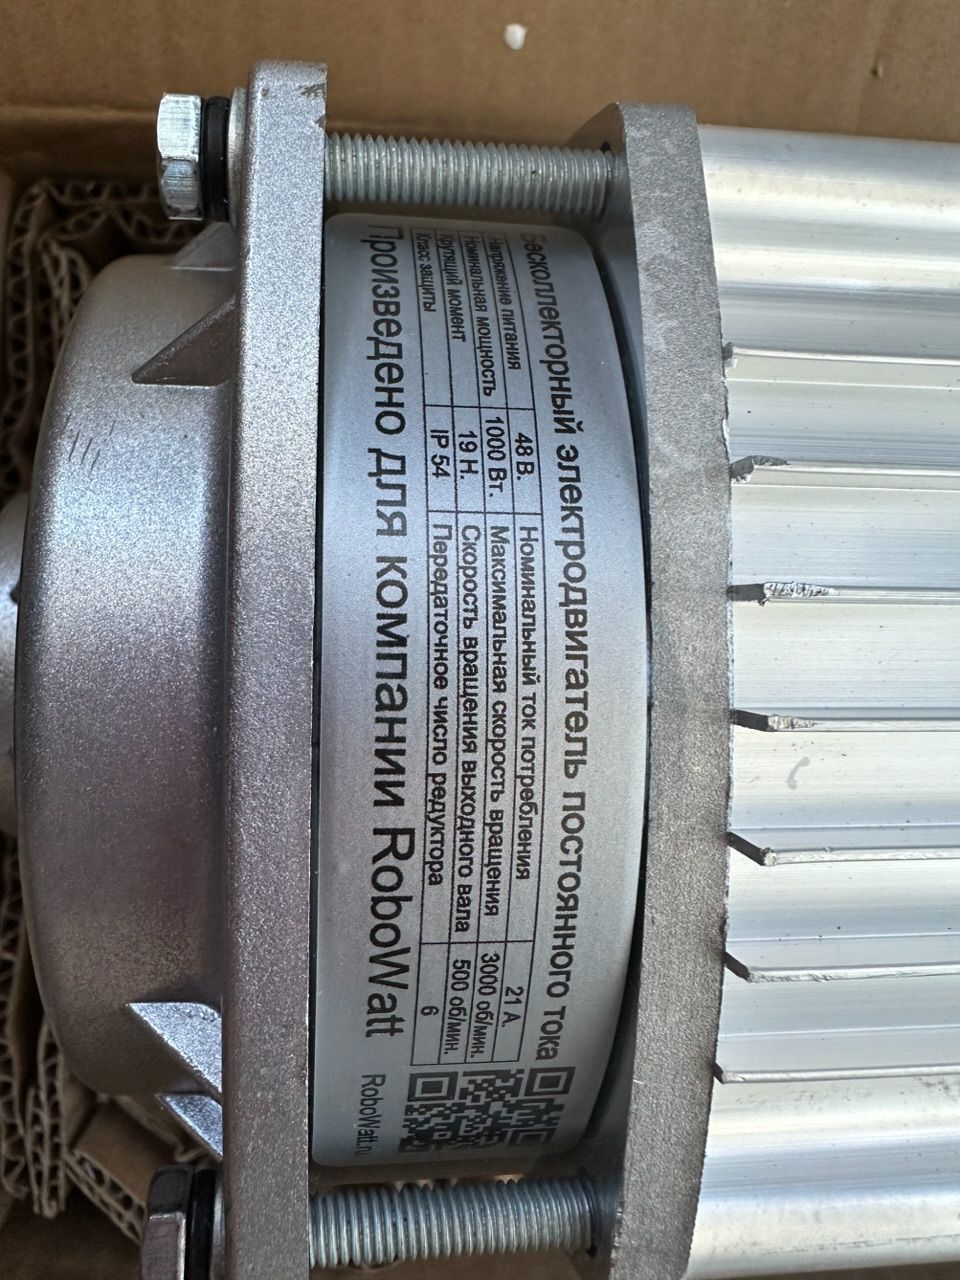 Бесколлекторный электродвигатель постоянного тока
Напряжение питания 48 В. Номинальный ток потребления 21 А.
Номинальная мощность 1000 Вт. Максимальная скорость вращения 3000 об/мин.
Крутящий момент 19 Н. Скорость вращения выходного вала 500 об/мин.
Класс защиты IP 54 Передаточное число редуктора 6
Произведено для компании RoboWatt
RoboWatt.ru